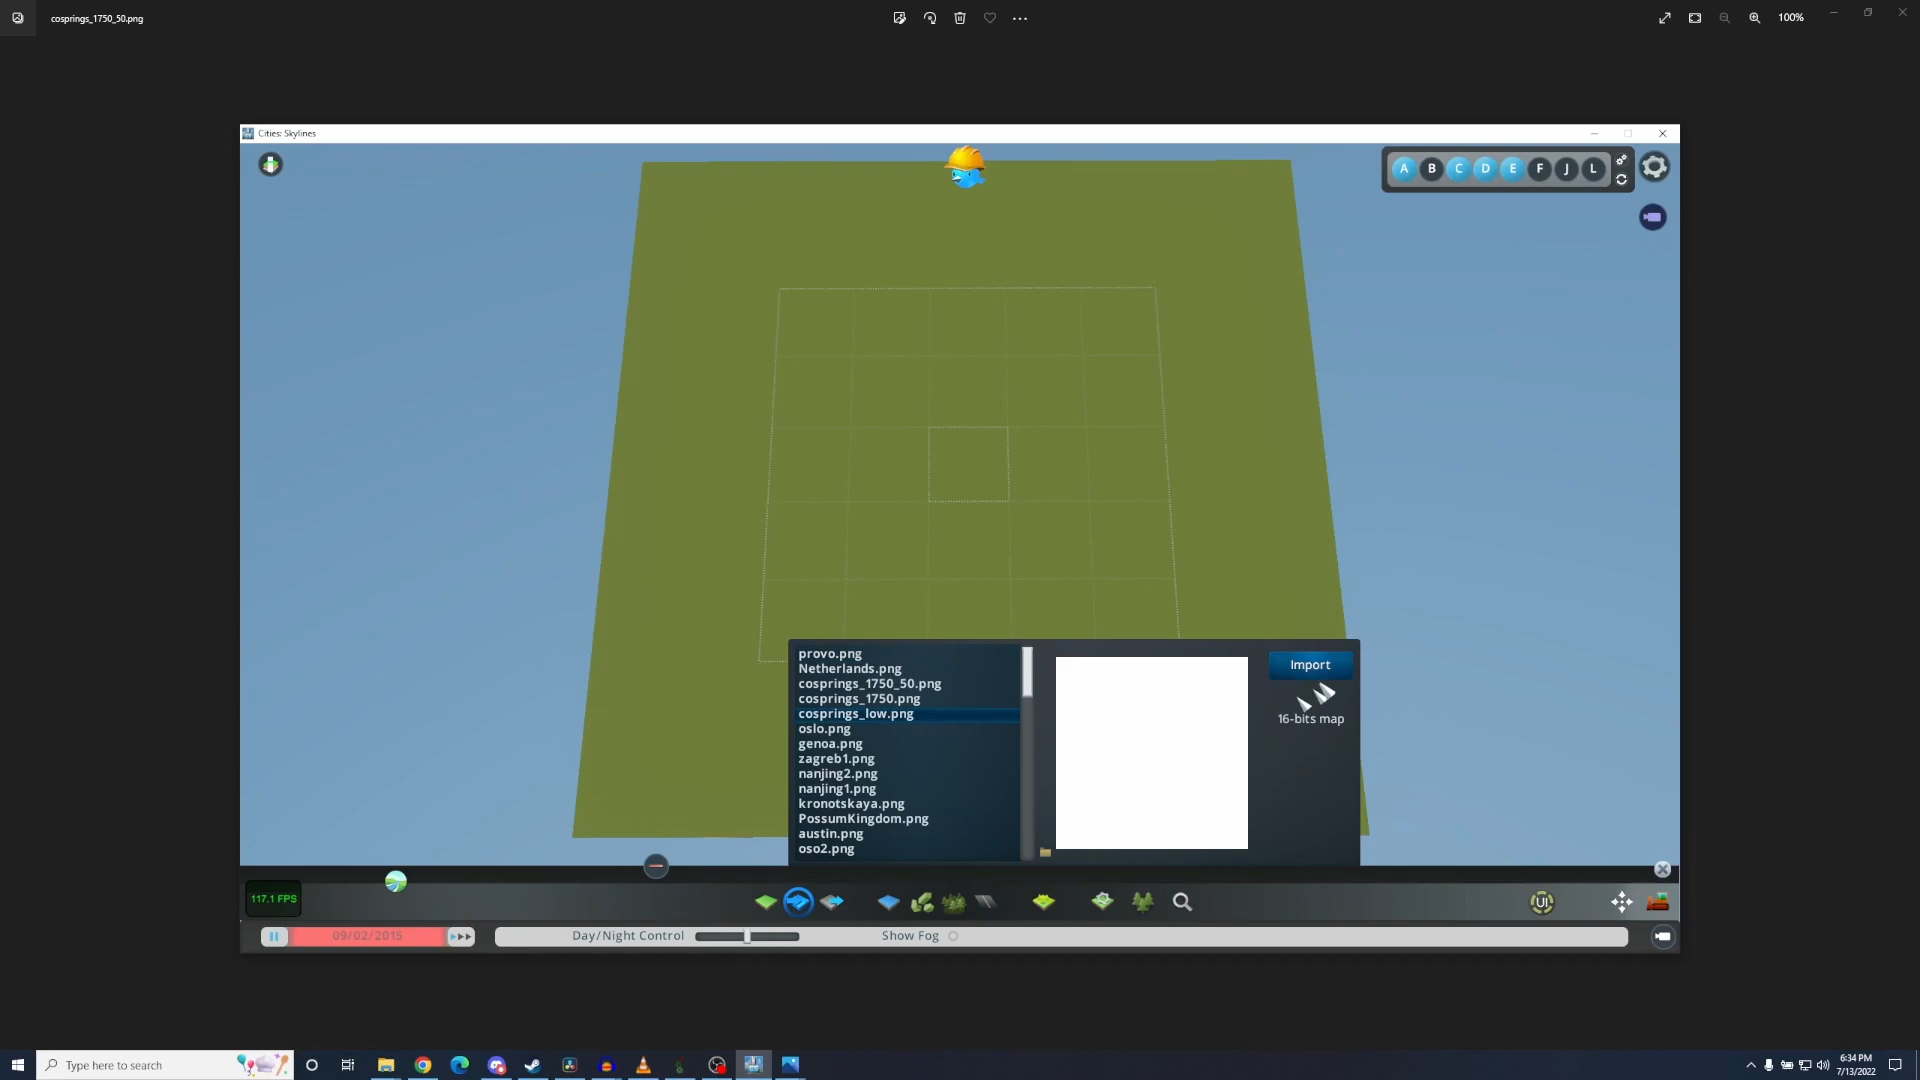 cosprings_1750_50.png
100%
Cities: Skylines
A B C D E F J L
provo.png
Netherlands.png
cosprings_1750_50.png
cosprings_1750.png
cosprings_low.png
oslo.png
genoa.png
zagreb1.png
nanjing2.png
nanjing1.png
kronotskaya.png
PossumKingdom.png
austin.png
oso2.png
Import
16-bits map
117.1 FPS
UI
09/02/2015
Day/Night Control
Show Fog
Type here to search
6:34 PM
7/13/2022